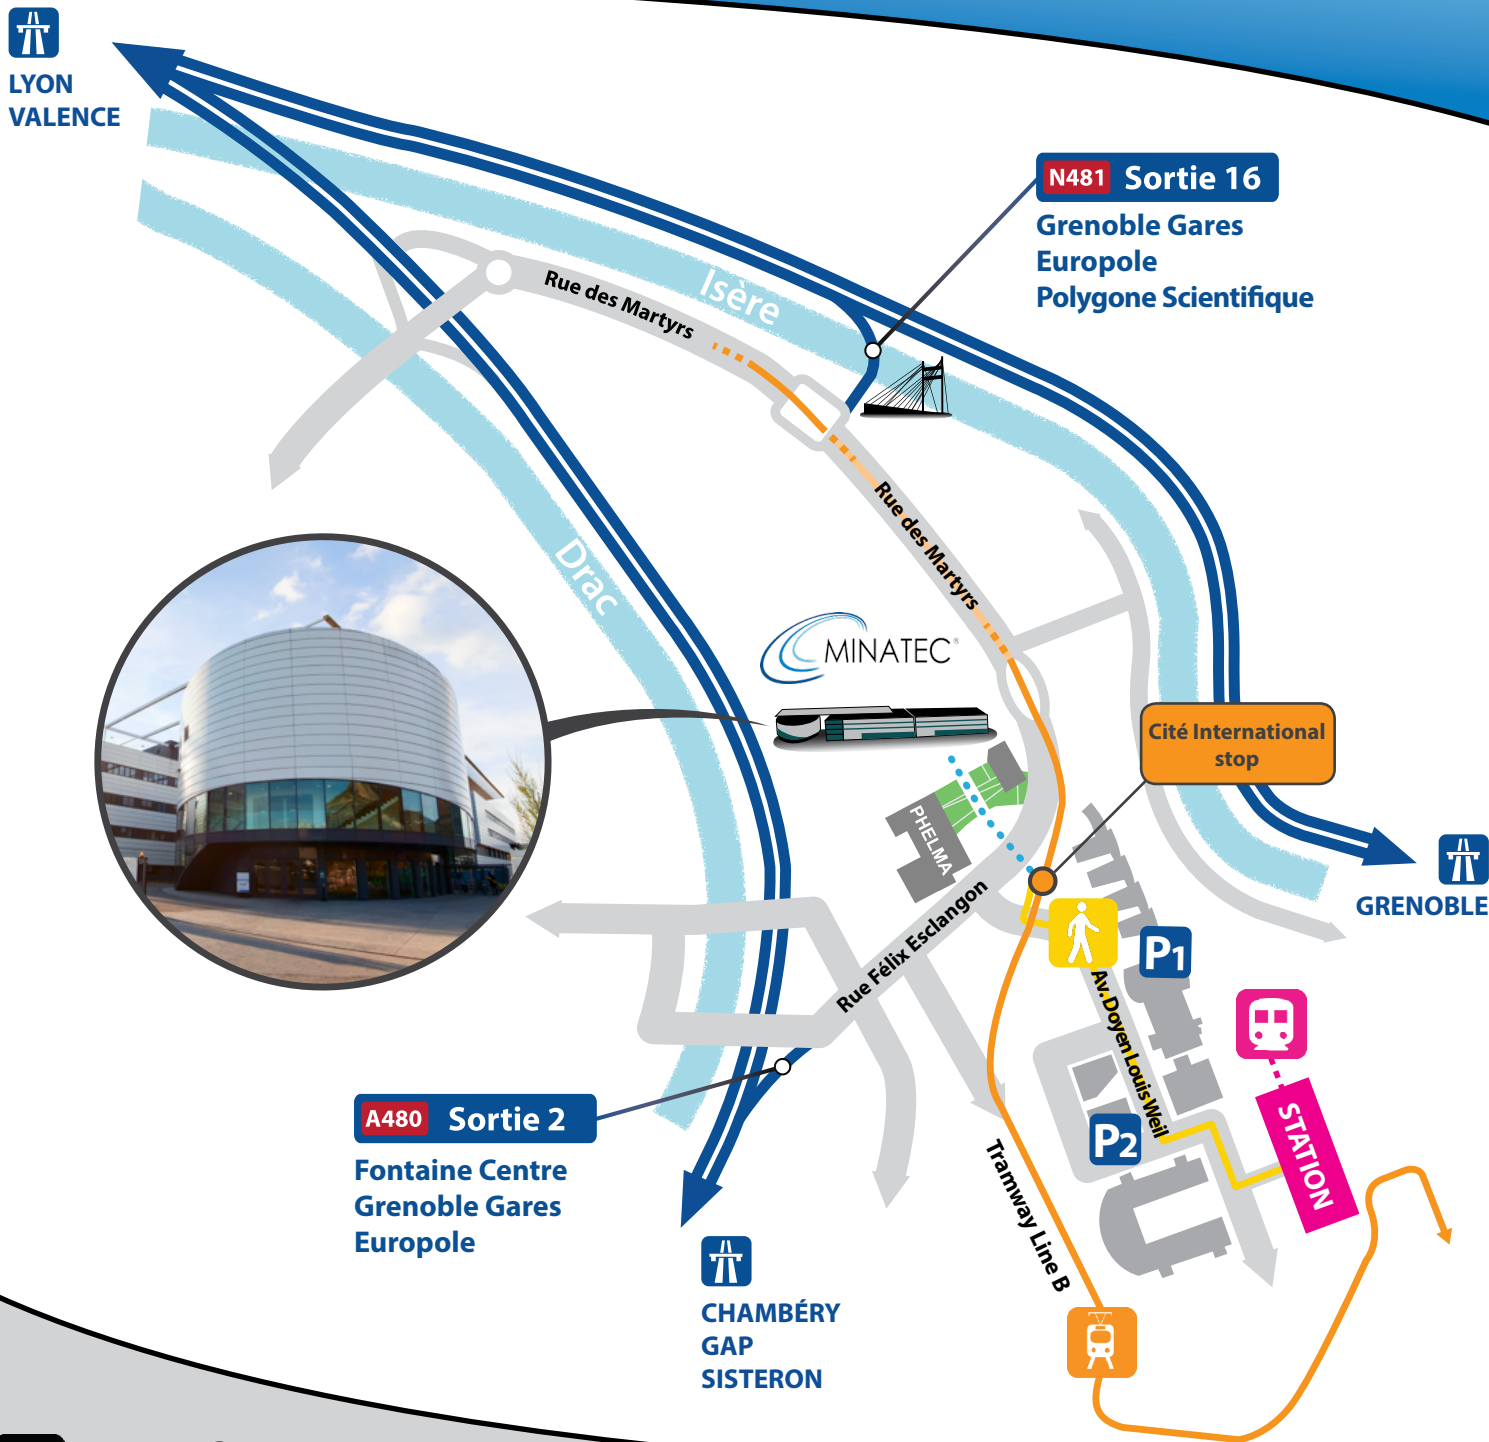 LYON
VALENCE
N481 Sortie 16
Grenoble Gares
Europole
Polygone Scientifique
Isère
Rue des Martyrs
Rue des Martyrs
Drac
MINATEC®
Cité International
stop
PHELMA
GRENOBLE
Rue Félix Esclangon
P1
Av. Doyen Louis Weil
A480 Sortie 2
Fontaine Centre
Grenoble Gares
Europole
P2
STATION
Tramway Line B
CHAMBÉRY
GAP
SISTERON